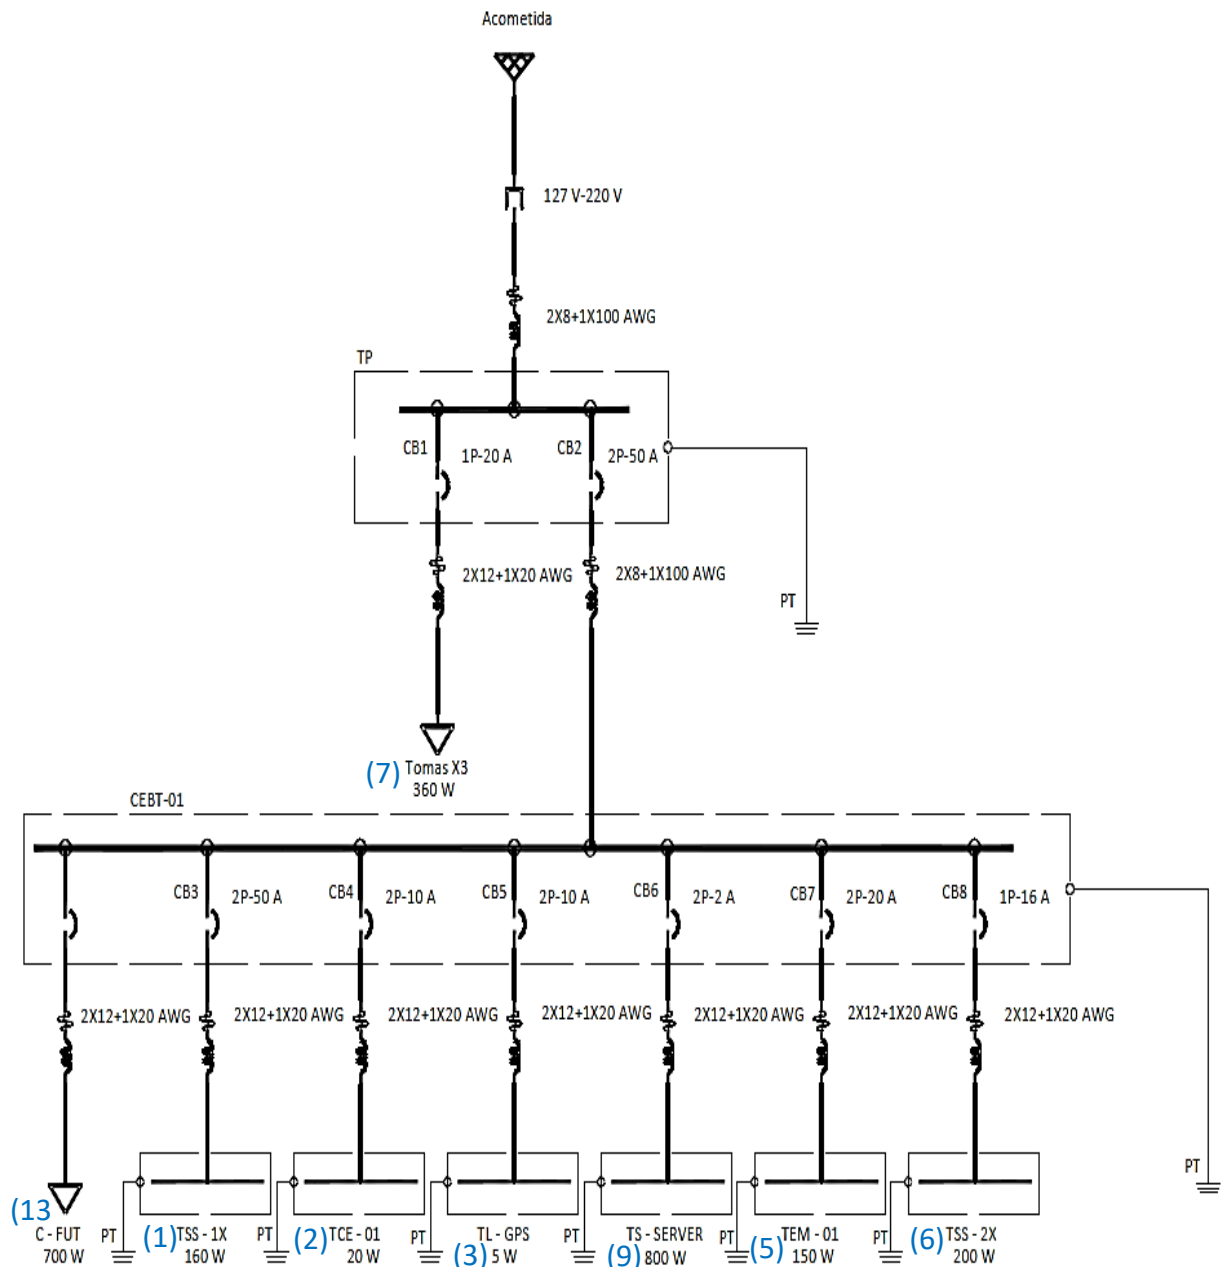 Acometida
127 V-220 V
2X8+1X100 AWG
TP
CB1
1P-20 A
CB2
2P-50 A
2X12+1X20 AWG
2X8+1X100 AWG
PT
(7) Tomas X3
360 W
CEBT-01
CB3
2P-50 A
CB4
2P-10 A
CB5
2P-10 A
CB6
2P-2 A
CB7
2P-20 A
CB8
1P-16 A
2X12+1X20 AWG
2X12+1X20 AWG
2X12+1X20 AWG
2X12+1X20 AWG
2X12+1X20 AWG
2X12+1X20 AWG
2X12+1X20 AWG
PT
(13
C - FUT
700 W
PT
(1) TSS - 1X
160 W
PT
(2) TCE - 01
20 W
PT
(3) TL - GPS
5 W
PT
(9) TS - SERVER
800 W
PT
(5) TEM - 01
150 W
PT
(6) TSS - 2X
200 W